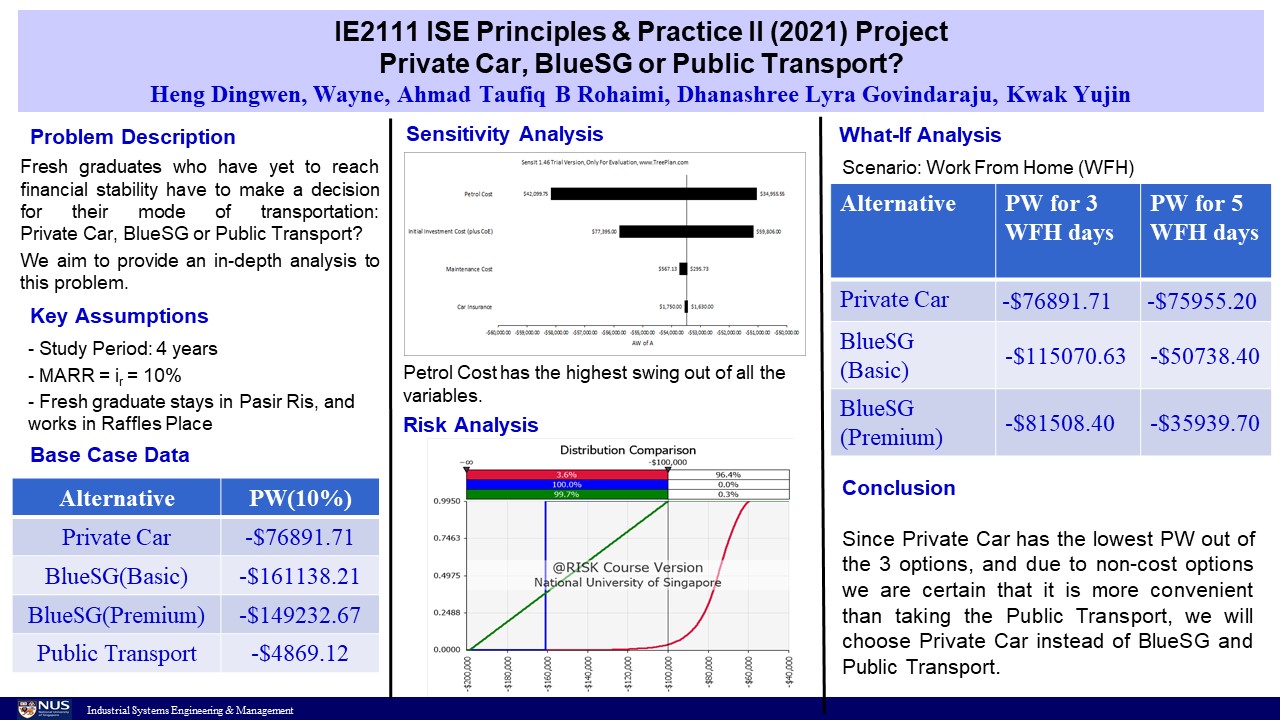 IE2111 ISE Principles & Practice II (2021) Project
Private Car, BlueSG or Public Transport?
Heng Dingwen, Wayne, Ahmad Taufiq B Rohaimi, Dhanashree Lyra Govindaraju, Kwak Yujin
Problem Description
Fresh graduates who have yet to reach
financial stability have to make a decision
for their mode of transportation:
Private Car, BlueSG or Public Transport?
We aim to provide an in-depth analysis to
this problem.
Key Assumptions
- Study Period: 4 years
- MARR = ir = 10%
- Fresh graduate stays in Pasir Ris, and
works in Raffles Place
Base Case Data
Alternative PW(10%)
Private Car -$76891.71
BlueSG(Basic) -$161138.21
BlueSG(Premium) -$149232.67
Public Transport -$4869.12
Sensitivity Analysis
SensIt 1.46 Trial Version, Only For Evaluation, www.TreePlan.com
Petrol Cost $42,099.75 $34,955.55
Initial Investment Cost (plus CoE) $77,395.00 $59,806.00
Maintenance Cost $567.13 $295.73
Car Insurance $1,750.00 $1,630.00
-$60,000.00 -$59,000.00 -$58,000.00 -$57,000.00 -$56,000.00 -$55,000.00 -$54,000.00 -$53,000.00 -$52,000.00 -$51,000.00 -$50,000.00
AW of A
Petrol Cost has the highest swing out of all the
variables.
Risk Analysis
Distribution Comparison
-∞ -$100,000
3.6% 96.4%
100.0% 0.0%
99.7% 0.3%
0.9950
0.7463
0.4975
0.2488
0.0000
@RISK Course Version
National University of Singapore
-$200,000 -$180,000 -$160,000 -$140,000 -$120,000 -$100,000 -$80,000 -$60,000 -$40,000
What-If Analysis
Scenario: Work From Home (WFH)
Alternative PW for 3 WFH days PW for 5 WFH days
Private Car -$76891.71 -$75955.20
BlueSG (Basic) -$115070.63 -$50738.40
BlueSG (Premium) -$81508.40 -$35939.70
Conclusion
Since Private Car has the lowest PW out of
the 3 options, and due to non-cost options
we are certain that it is more convenient
than taking the Public Transport, we will
choose Private Car instead of BlueSG and
Public Transport.
NUS
National University
of Singapore
Industrial Systems Engineering & Management